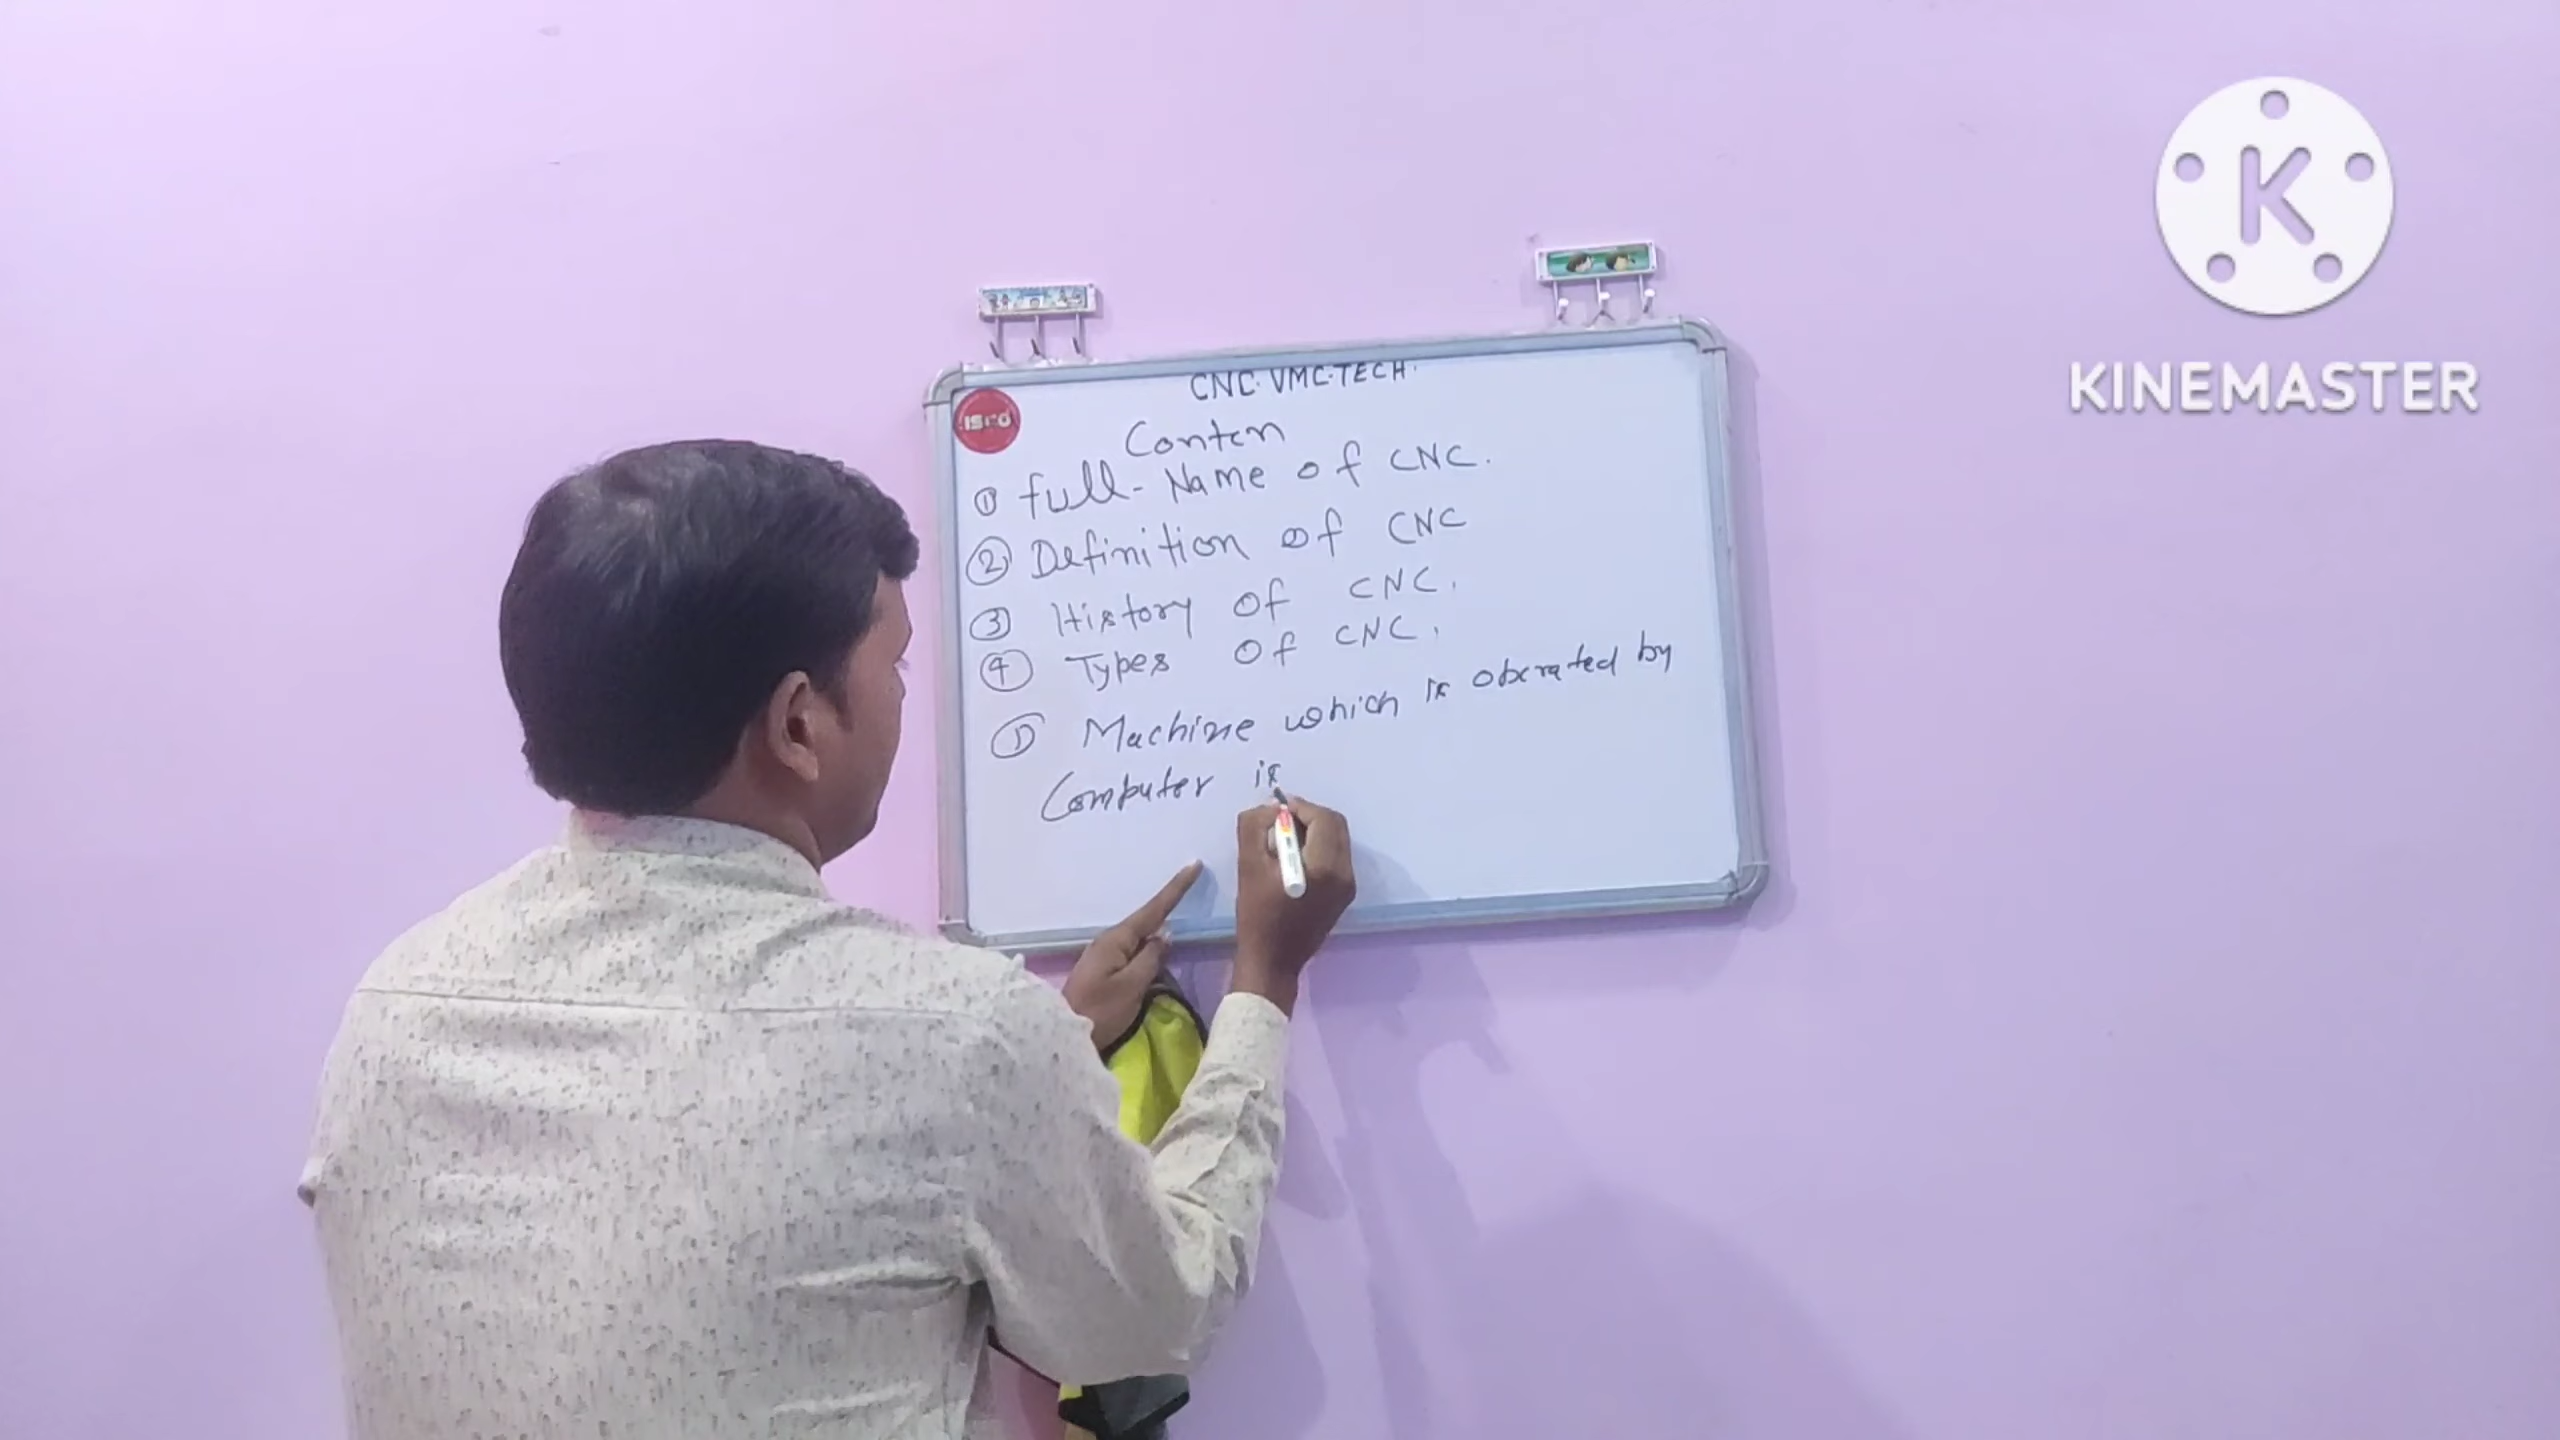 CNC. VMC.TECH.
isro
Conten
① full-Name of CNC.
② Definition of CNC
③ History of CNC.
④ Types of CNC.
① Machine which is oberated by
Computer is
K
KINEMASTER